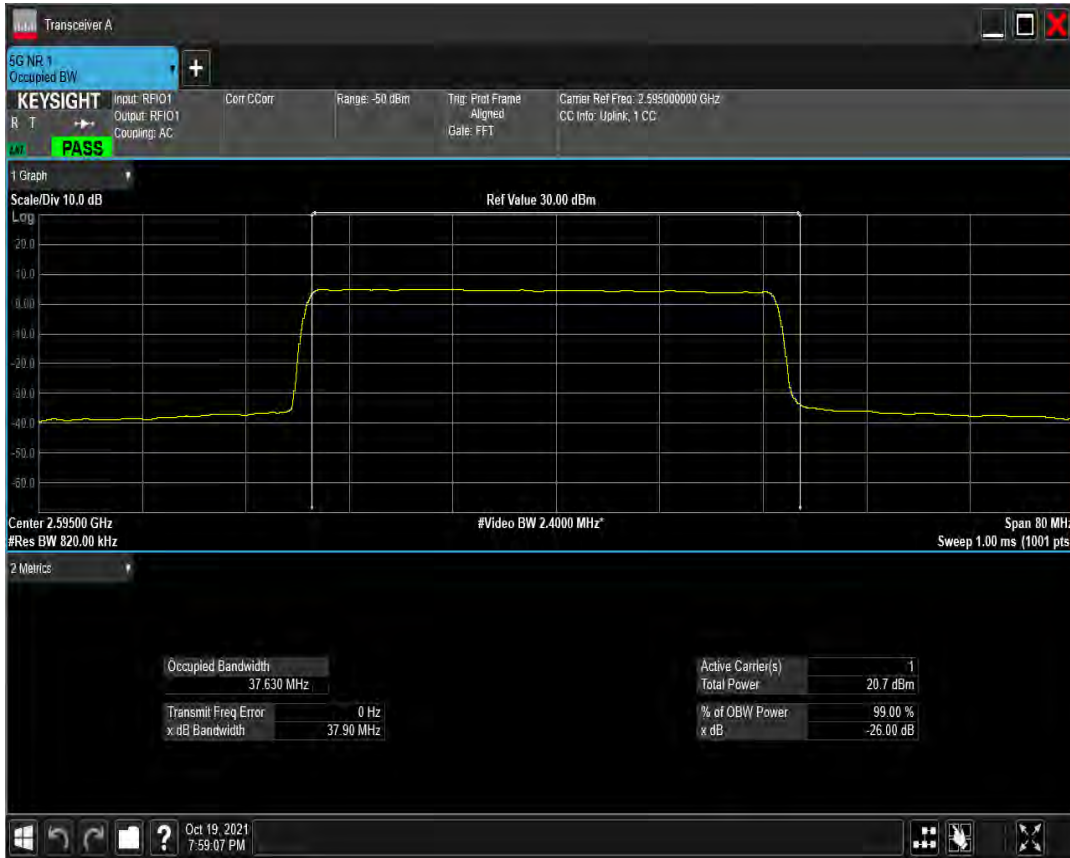 Transceiver A
5G NR 1
Occupied BW
KEYSIGHT
R T
PASS
Input: RFIO1
Output: RFIO1
Coupling: AC
Corr CCorr
Range: -50 dBm
Trig: Prot Frame
Aligned
Gate: FFT
Carrier Ref Freq: 2.595000000 GHz
CC Info: Uplink, 1 CC
1 Graph
Scale/Div 10.0 dB
Ref Value 30.00 dBm
Log
20.0
10.0
0.00
-10.0
-20.0
-30.0
-40.0
-50.0
-60.0
Center 2.59500 GHz
#Video BW 2.4000 MHz*
Span 80 MHz
#Res BW 820.00 kHz
Sweep 1.00 ms (1001 pts
2 Metrics
Occupied Bandwidth
37.630 MHz
Transmit Freq Error 0 Hz
x dB Bandwidth 37.90 MHz
Active Carrier(s) 1
Total Power 20.7 dBm
% of OBW Power 99.00 %
x dB -26.00 dB
? Oct 19, 2021
7:59:07 PM